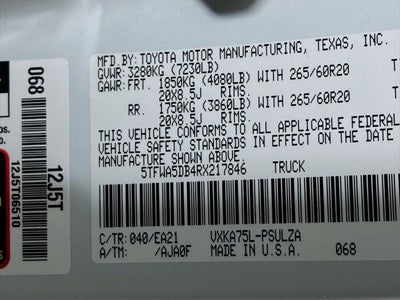 MFD.BY:TOYOTA MOTOR MANUFACTURING, TEXAS, INC.
GVWR:3280KG (7230LB)
GAWR:FRT. 1850KG (4080LB) WITH 265/60R20
20X8.5J RIMS.
RR. 1750KG (3860LB) WITH 265/60R20
20X8.5J RIMS.
THIS VEHICLE CONFORMS TO ALL APPLICABLE FEDERAL
VEHICLE SAFETY STANDARDS IN EFFECT ON THE DATE
MANUFACTURE SHOWN ABOVE.
5TFWA5DB4RX217846 TRUCK
C/TR: 040/EA21 VXKA75L-PSULZA
A/TM: /AJA0F MADE IN U.S.A. 068
068
12J5T